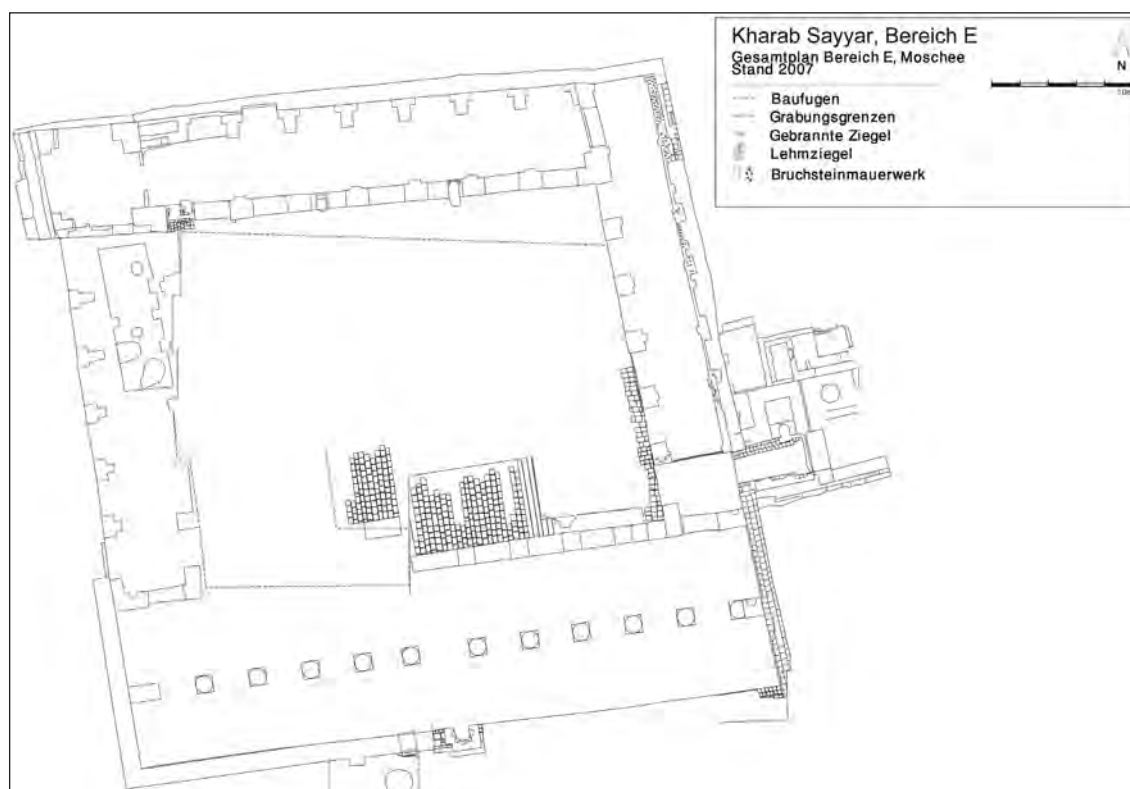 Kharab Sayyar, Bereich E
Gesamtplan Bereich E, Moschee
Stand 2007
N
Baufugen
Grabungsgrenzen
Gebrannte Ziegel
Lehmziegel
Bruchsteinmauerwerk